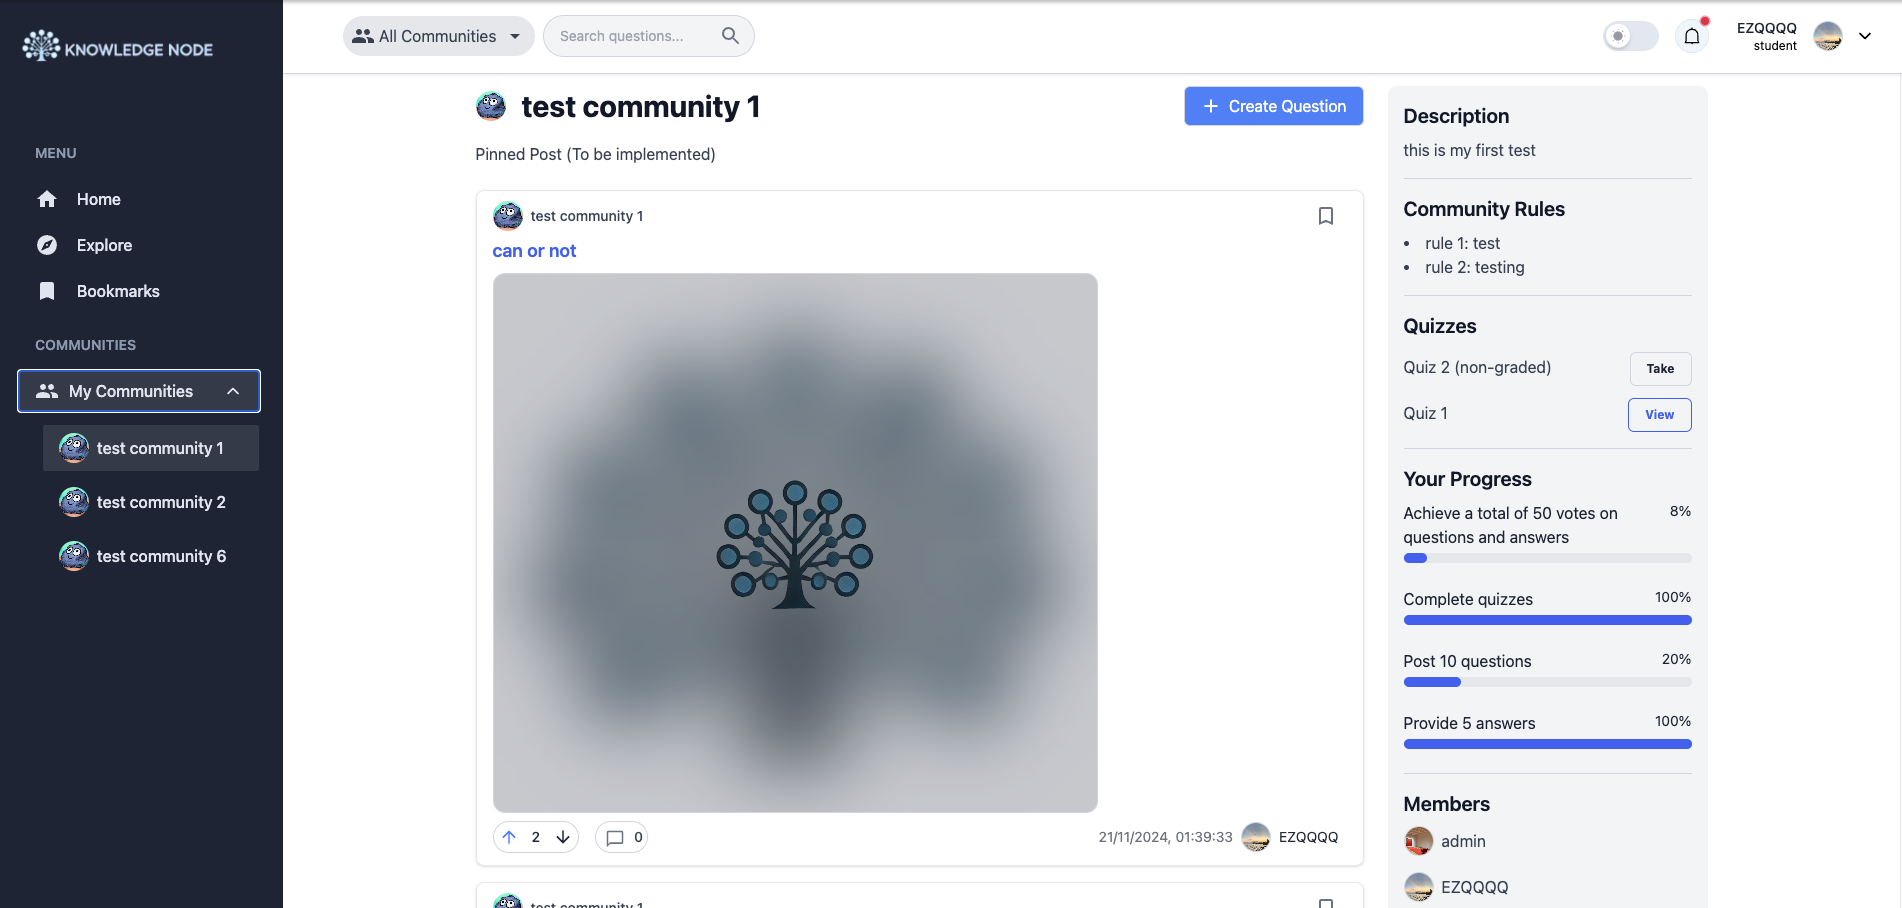 KNOWLEDGE NODE
MENU
Home
Explore
Bookmarks
COMMUNITIES
My Communities
test community 1
test community 2
test community 6
All Communities
Search questions...
EZQQQQ
student
test community 1
+ Create Question
Pinned Post (To be implemented)
test community 1
can or not
2
0
21/11/2024, 01:39:33
EZQQQQ
test community 1
Description
this is my first test
Community Rules
• rule 1: test
• rule 2: testing
Quizzes
Quiz 2 (non-graded)
Take
Quiz 1
View
Your Progress
Achieve a total of 50 votes on
questions and answers
8%
Complete quizzes
100%
Post 10 questions
20%
Provide 5 answers
100%
Members
admin
EZQQQQ